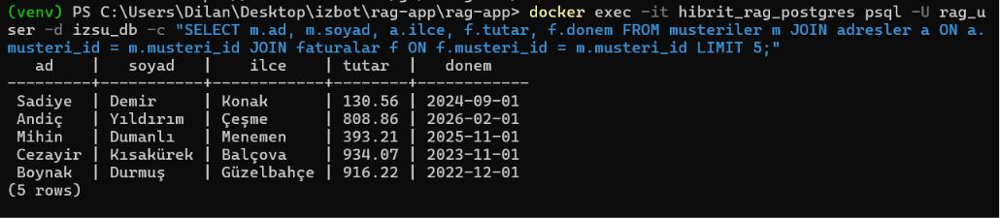 (venv) PS C:\Users\Dilan\Desktop\izbot\rag-app\rag-app> docker exec -it hibrit_rag_postgres psql -U rag_u
ser -d izsu_db -c "SELECT m.ad, m.soyad, a.ilce, f.tutar, f.donem FROM musteriler m JOIN adresler a ON a.
musteri_id = m.musteri_id JOIN faturalar f ON f.musteri_id = m.musteri_id LIMIT 5;"
   ad    |   soyad   |    ilce    | tutar  |   donem
---------+-----------+------------+--------+------------
 Sadiye  | Demir     | Konak      | 130.56 | 2024-09-01
 Andiç   | Yıldırım  | Çeşme      | 808.86 | 2026-02-01
 Mihin   | Dumanlı   | Menemen    | 393.21 | 2025-11-01
 Cezayir | Kısakürek | Balçova    | 934.07 | 2023-11-01
 Boynak  | Durmuş    | Güzelbahçe | 916.22 | 2022-12-01
(5 rows)